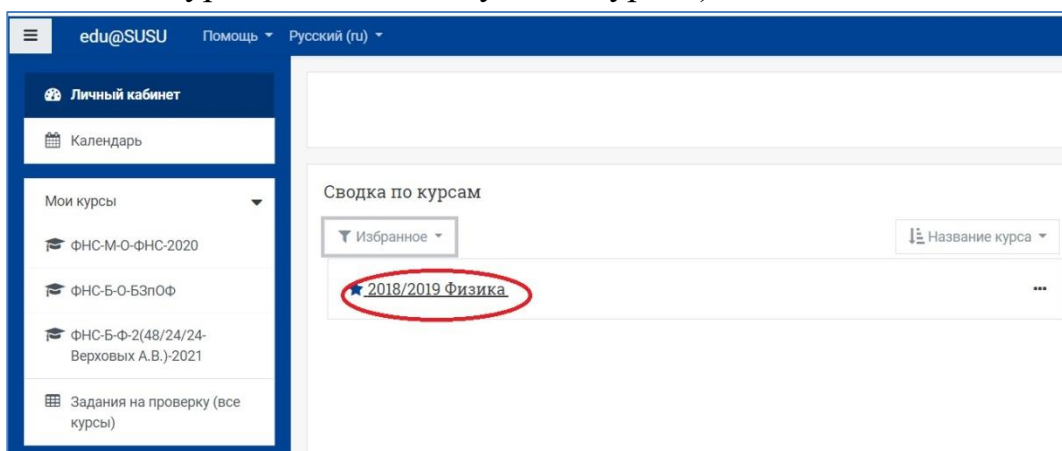 edu@SUSU Помощь Русский (ru)
Личный кабинет
Календарь
Мои курсы
ФНС-М-О-ФНС-2020
ФНС-Б-О-БЗпОФ
ФНС-Б-Ф-2(48/24/24-
Верховых А.В.)-2021
Задания на проверку (все
курсы)
Сводка по курсам
Избранное
Название курса
2018/2019 Физика